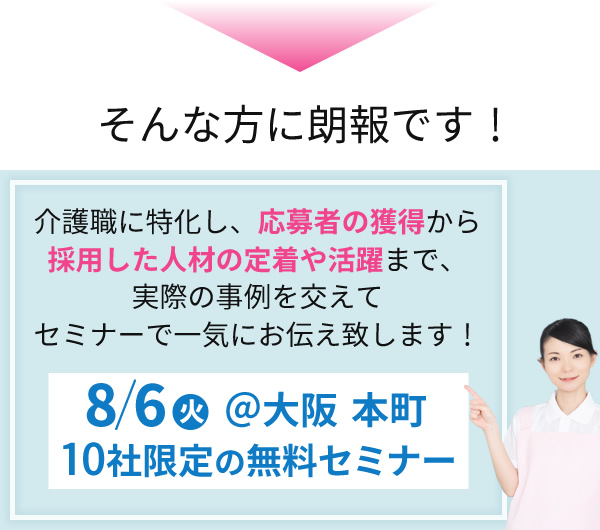 そんな方に朗報です！
介護職に特化し、応募者の獲得から
採用した人材の定着や活躍まで、
実際の事例を交えて
セミナーで一気にお伝え致します！
8/6火 ＠大阪 本町
10社限定の無料セミナー